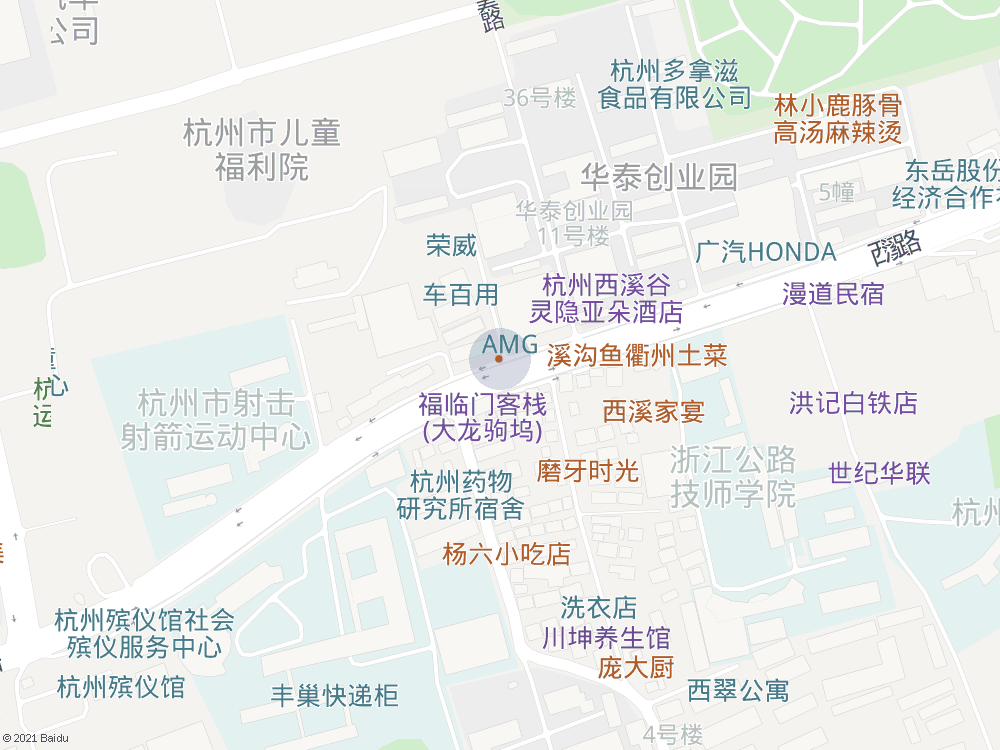 公司
泰路
杭州多拿滋
食品有限公司
36号楼
林小鹿豚骨
高汤麻辣烫
杭州市儿童
福利院
华泰创业园
东岳股份
经济合作
5幢
华泰创业园
11号楼
荣威
广汽HONDA
西溪路
车百用
杭州西溪谷
灵隐亚朵酒店
漫道民宿
AMG
溪沟鱼衢州土菜
杭州市射击
射箭运动中心
福临门客栈
(大龙驹坞)
西溪家宴
洪记白铁店
浙江公路
技师学院
磨牙时光
世纪华联
杭州药物
研究所宿舍
杭州
杨六小吃店
杭州殡仪馆社会
殡仪服务中心
洗衣店
川坤养生馆
庞大厨
杭州殡仪馆
丰巢快递柜
西翠公寓
4号楼
© 2021 Baidu